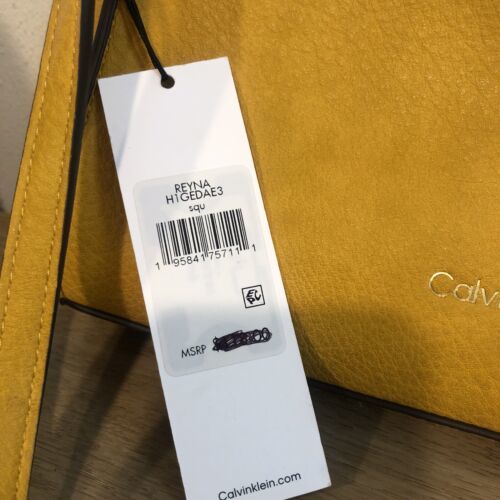 REYNA
H1GEDAE3
squ
1 95841 75711 1
MSRP
Calvinklein.com
Calvin